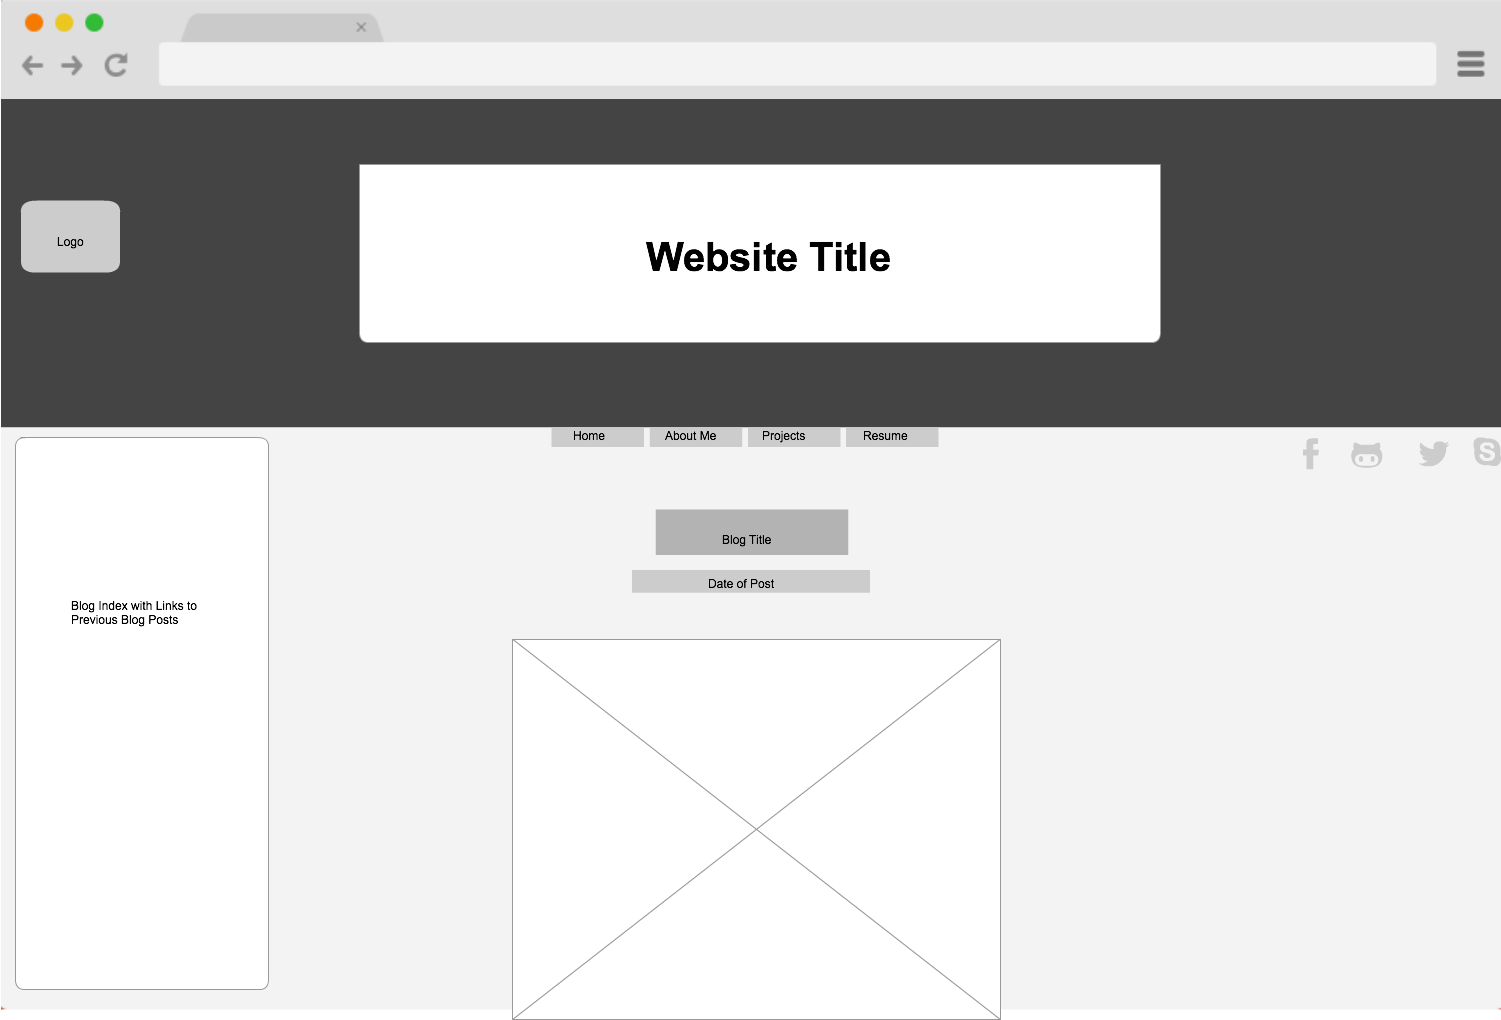 Logo
Website Title
Home
About Me
Projects
Resume
Blog Title
Date of Post
Blog Index with Links to
Previous Blog Posts